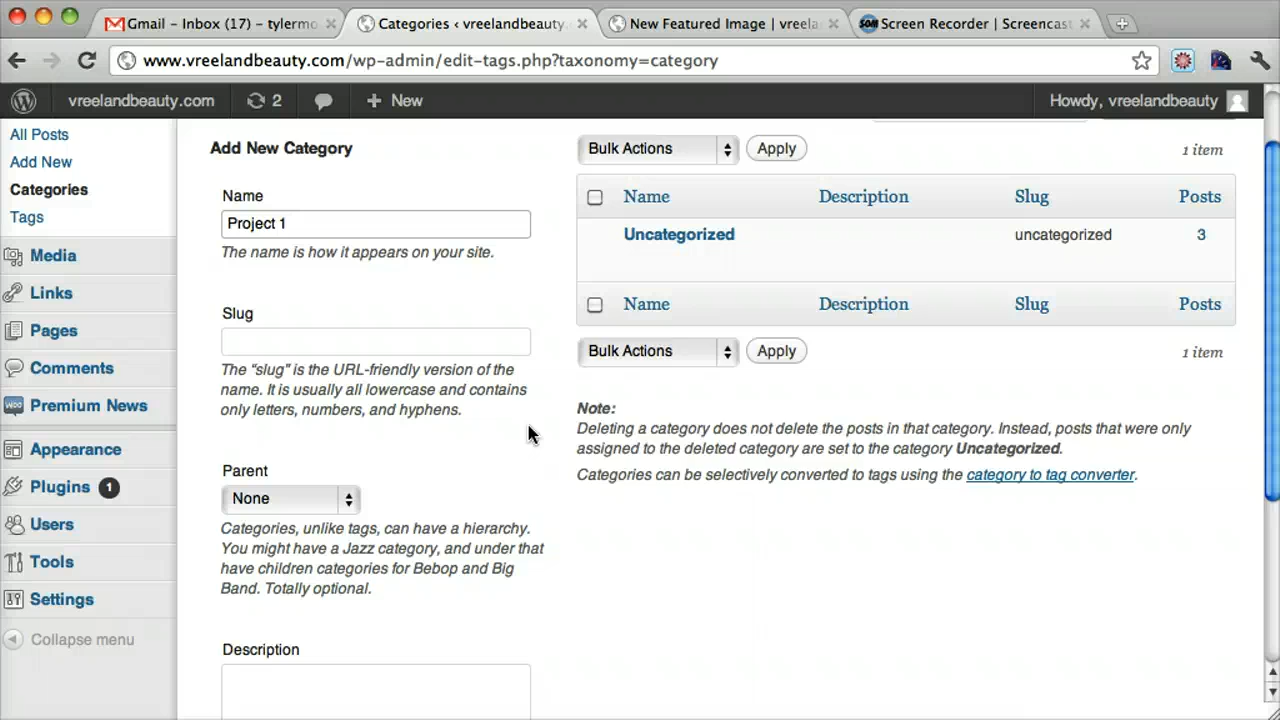 Gmail - Inbox (17) - tylermo
Categories ‹ vreelandbeauty.
New Featured Image | vreela
SOM Screen Recorder | Screencast
www.vreelandbeauty.com/wp-admin/edit-tags.php?taxonomy=category
vreelandbeauty.com
2
New
Howdy, vreelandbeauty
All Posts
Add New
Categories
Tags
Media
Links
Pages
Comments
Premium News
Appearance
Plugins 1
Users
Tools
Settings
Collapse menu
Add New Category
Name
Project 1
The name is how it appears on your site.
Slug
The “slug” is the URL-friendly version of the
name. It is usually all lowercase and contains
only letters, numbers, and hyphens.
Parent
None
Categories, unlike tags, can have a hierarchy.
You might have a Jazz category, and under that
have children categories for Bebop and Big
Band. Totally optional.
Description
Bulk Actions Apply 1 item
Name Description Slug Posts
Uncategorized uncategorized 3
Name Description Slug Posts
Bulk Actions Apply 1 item
Note:
Deleting a category does not delete the posts in that category. Instead, posts that were only
assigned to the deleted category are set to the category Uncategorized.
Categories can be selectively converted to tags using the category to tag converter.